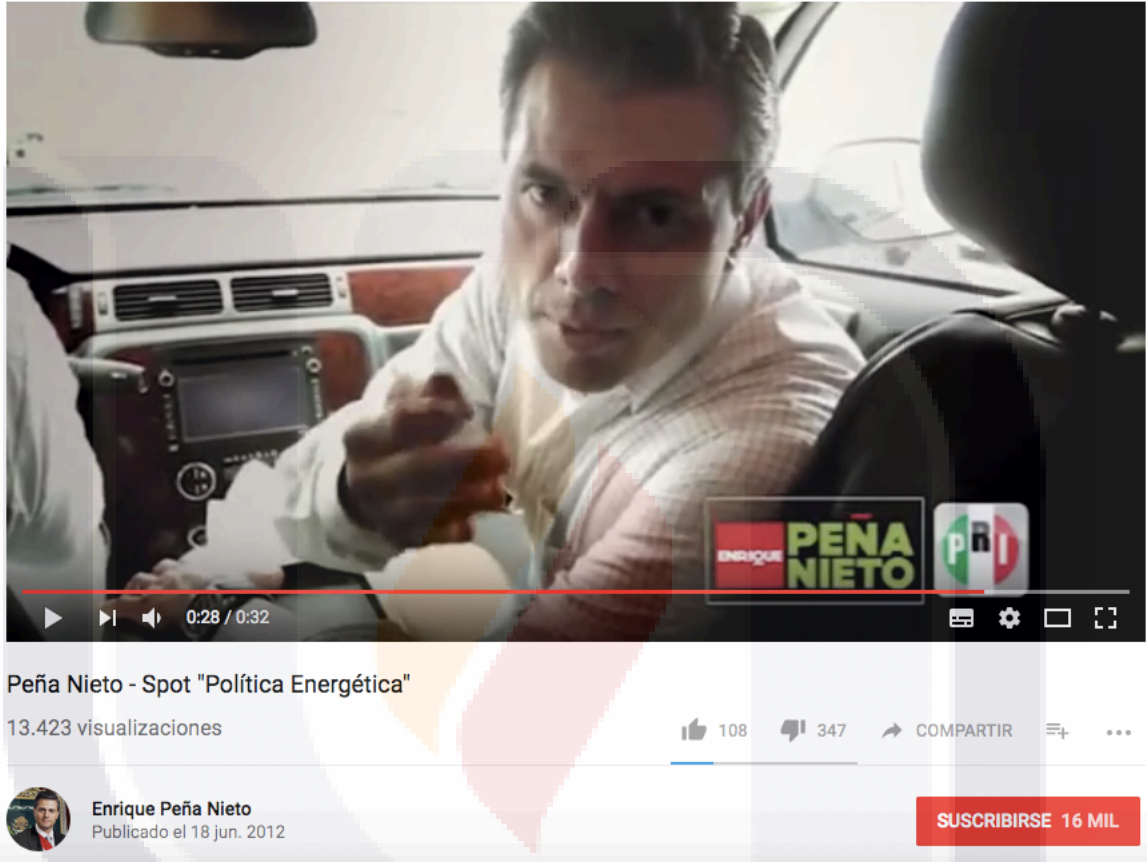 ENRIQUE
PEÑA
NIETO
PRI
0:28 / 0:32
Peña Nieto - Spot "Política Energética"
13.423 visualizaciones
108
347
COMPARTIR
Enrique Peña Nieto
Publicado el 18 jun. 2012
SUSCRIBIRSE 16 MIL